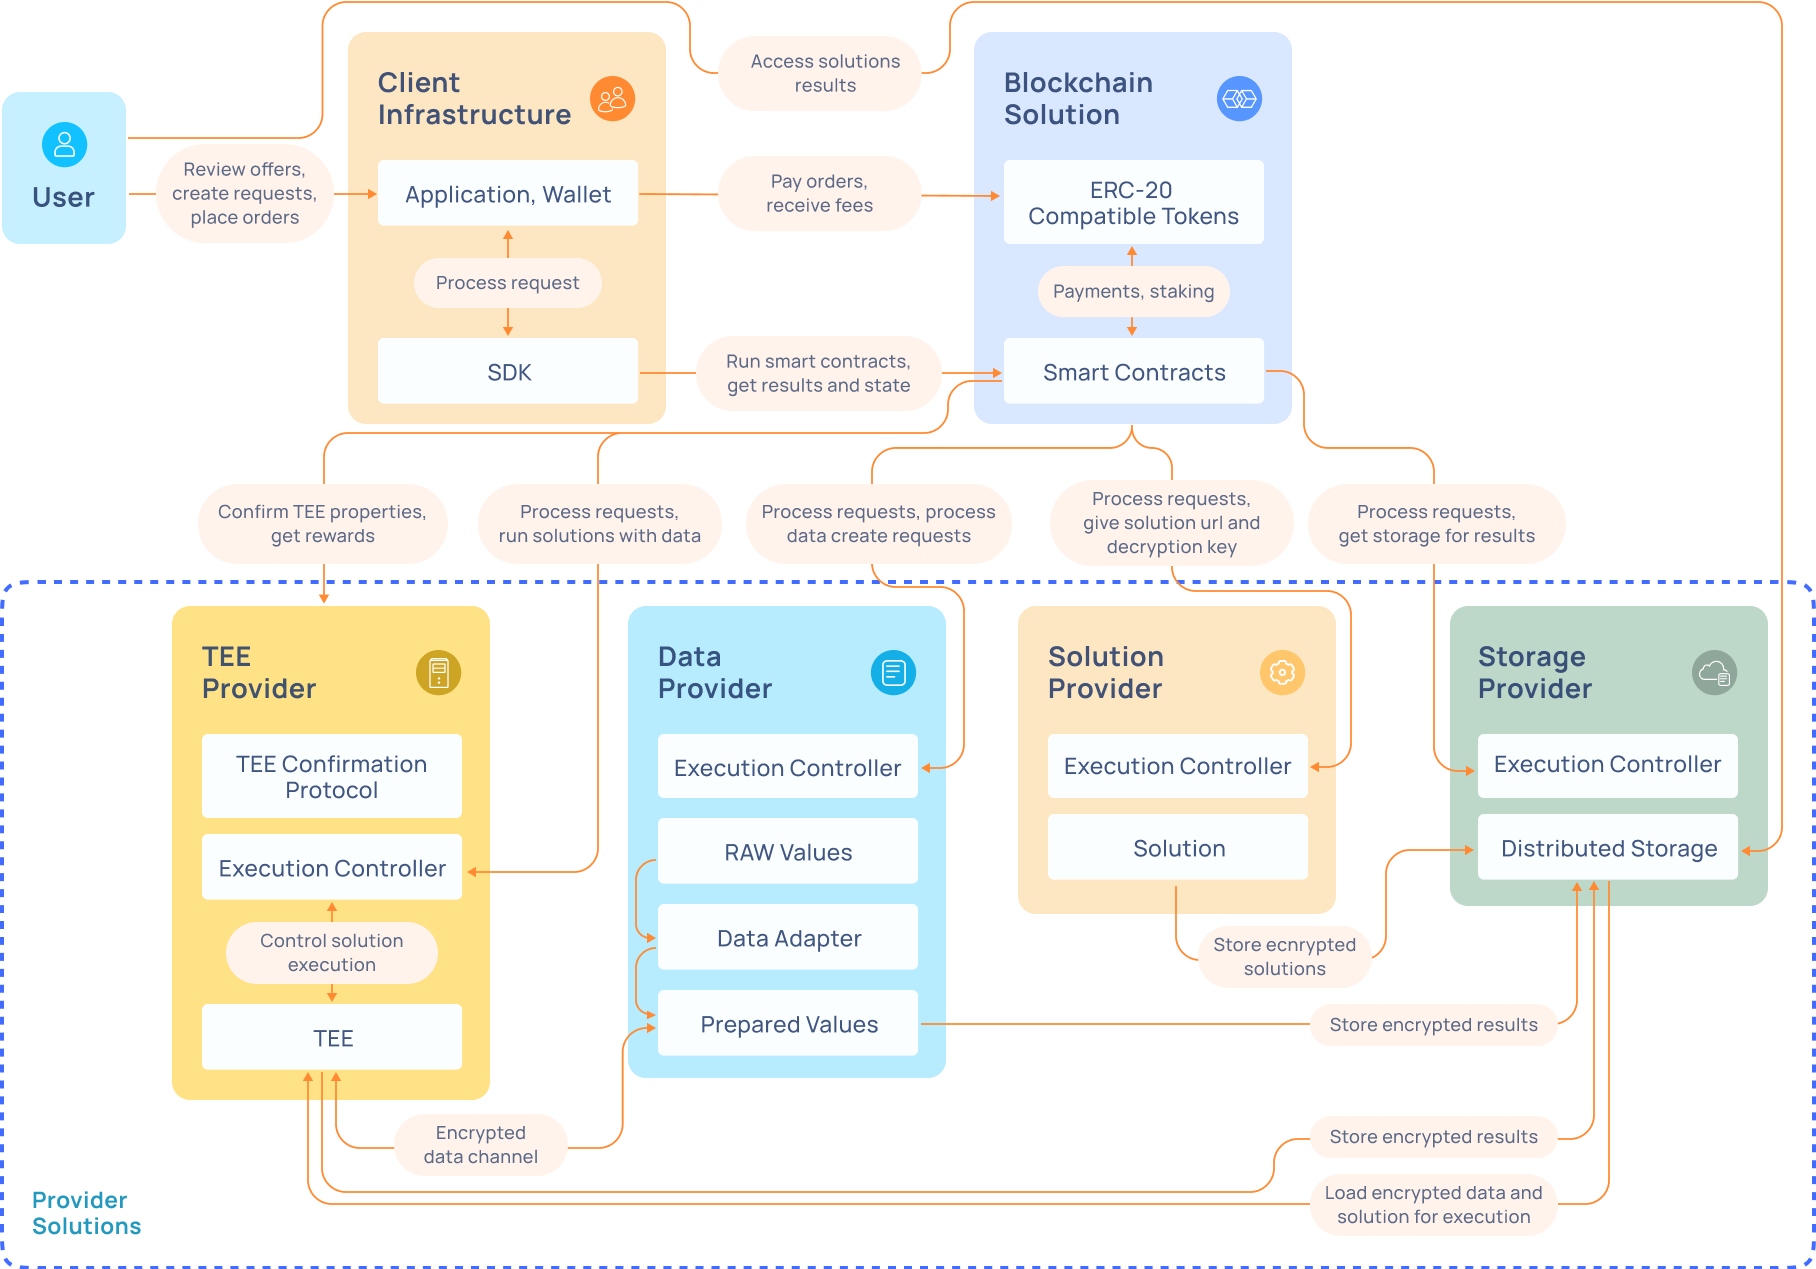 Access solutions
results
Client
Infrastructure
Blockchain
Solution
User
Review offers,
create requests,
place orders
Application, Wallet
Pay orders,
receive fees
ERC-20
Compatible Tokens
Process request
Payments, staking
SDK
Run smart contracts,
get results and state
Smart Contracts
Confirm TEE properties,
get rewards
Process requests,
run solutions with data
Process requests, process
data create requests
Process requests,
give solution url and
decryption key
Process requests,
get storage for results
TEE
Provider
TEE Confirmation
Protocol
Execution Controller
Control solution
execution
TEE
Data
Provider
Execution Controller
RAW Values
Data Adapter
Prepared Values
Solution
Provider
Execution Controller
Solution
Storage
Provider
Execution Controller
Distributed Storage
Store ecnrypted
solutions
Store encrypted results
Encrypted
data channel
Store encrypted results
Load encrypted data and
solution for execution
Provider
Solutions